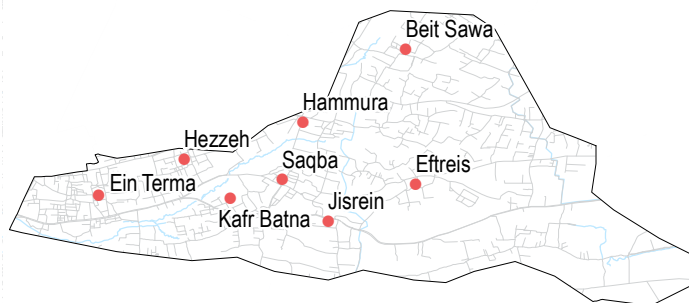 Beit Sawa
Hammura
Hezzeh
Saqba
Eftreis
Ein Terma
Jisrein
Kafr Batna